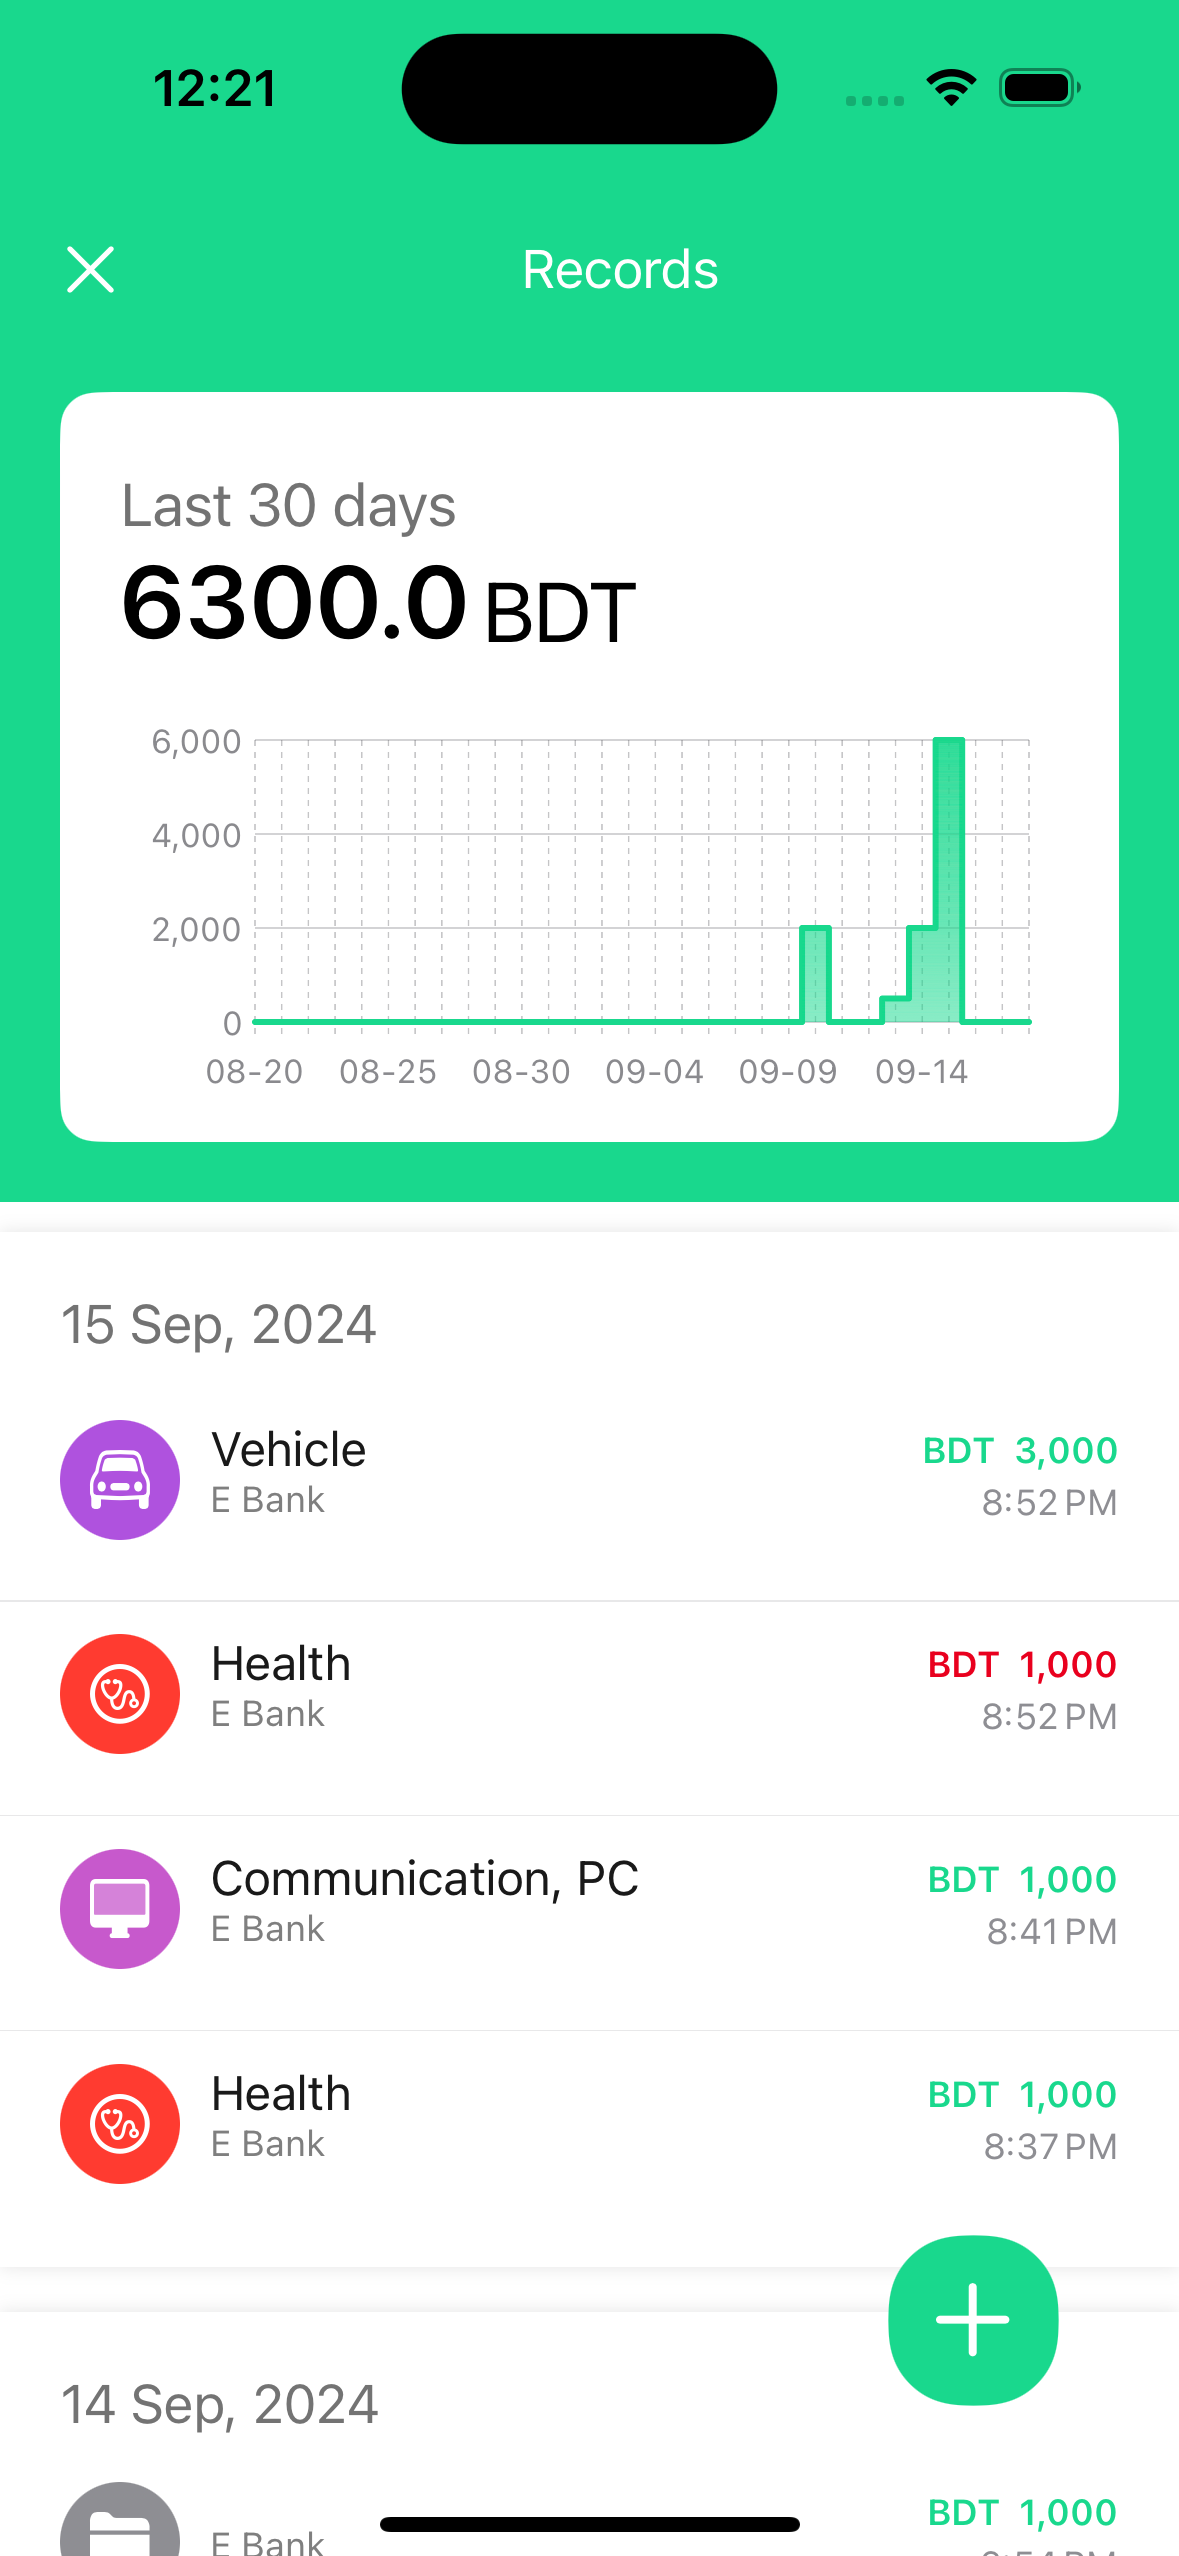 12:21
Records
Last 30 days
6300.0 BDT
6,000
4,000
2,000
0
08-20 08-25 08-30 09-04 09-09 09-14
15 Sep, 2024
Vehicle BDT 3,000
E Bank 8:52 PM
Health BDT 1,000
E Bank 8:52 PM
Communication, PC BDT 1,000
E Bank 8:41 PM
Health BDT 1,000
E Bank 8:37 PM
14 Sep, 2024
BDT 1,000
E Bank